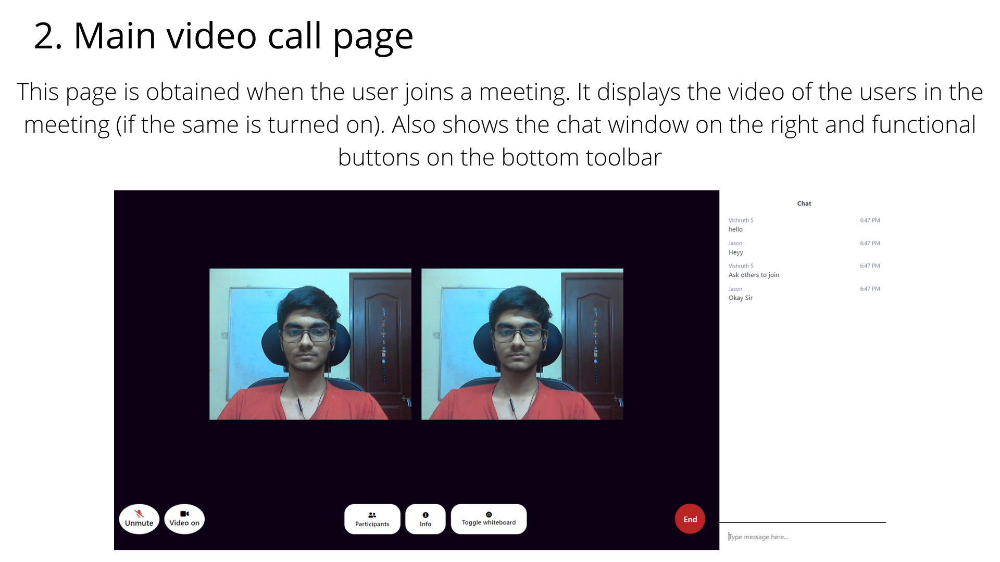 2. Main video call page
This page is obtained when the user joins a meeting. It displays the video of the users in the
meeting (if the same is turned on). Also shows the chat window on the right and functional
buttons on the bottom toolbar
Chat
Vishruth S 6:47 PM
hello
Jason 6:47 PM
Heyy
Vishruth S 6:47 PM
Ask others to join
Jason 6:47 PM
Okay Sir
Unmute
Video on
Participants
Info
Toggle whiteboard
End
Type message here...